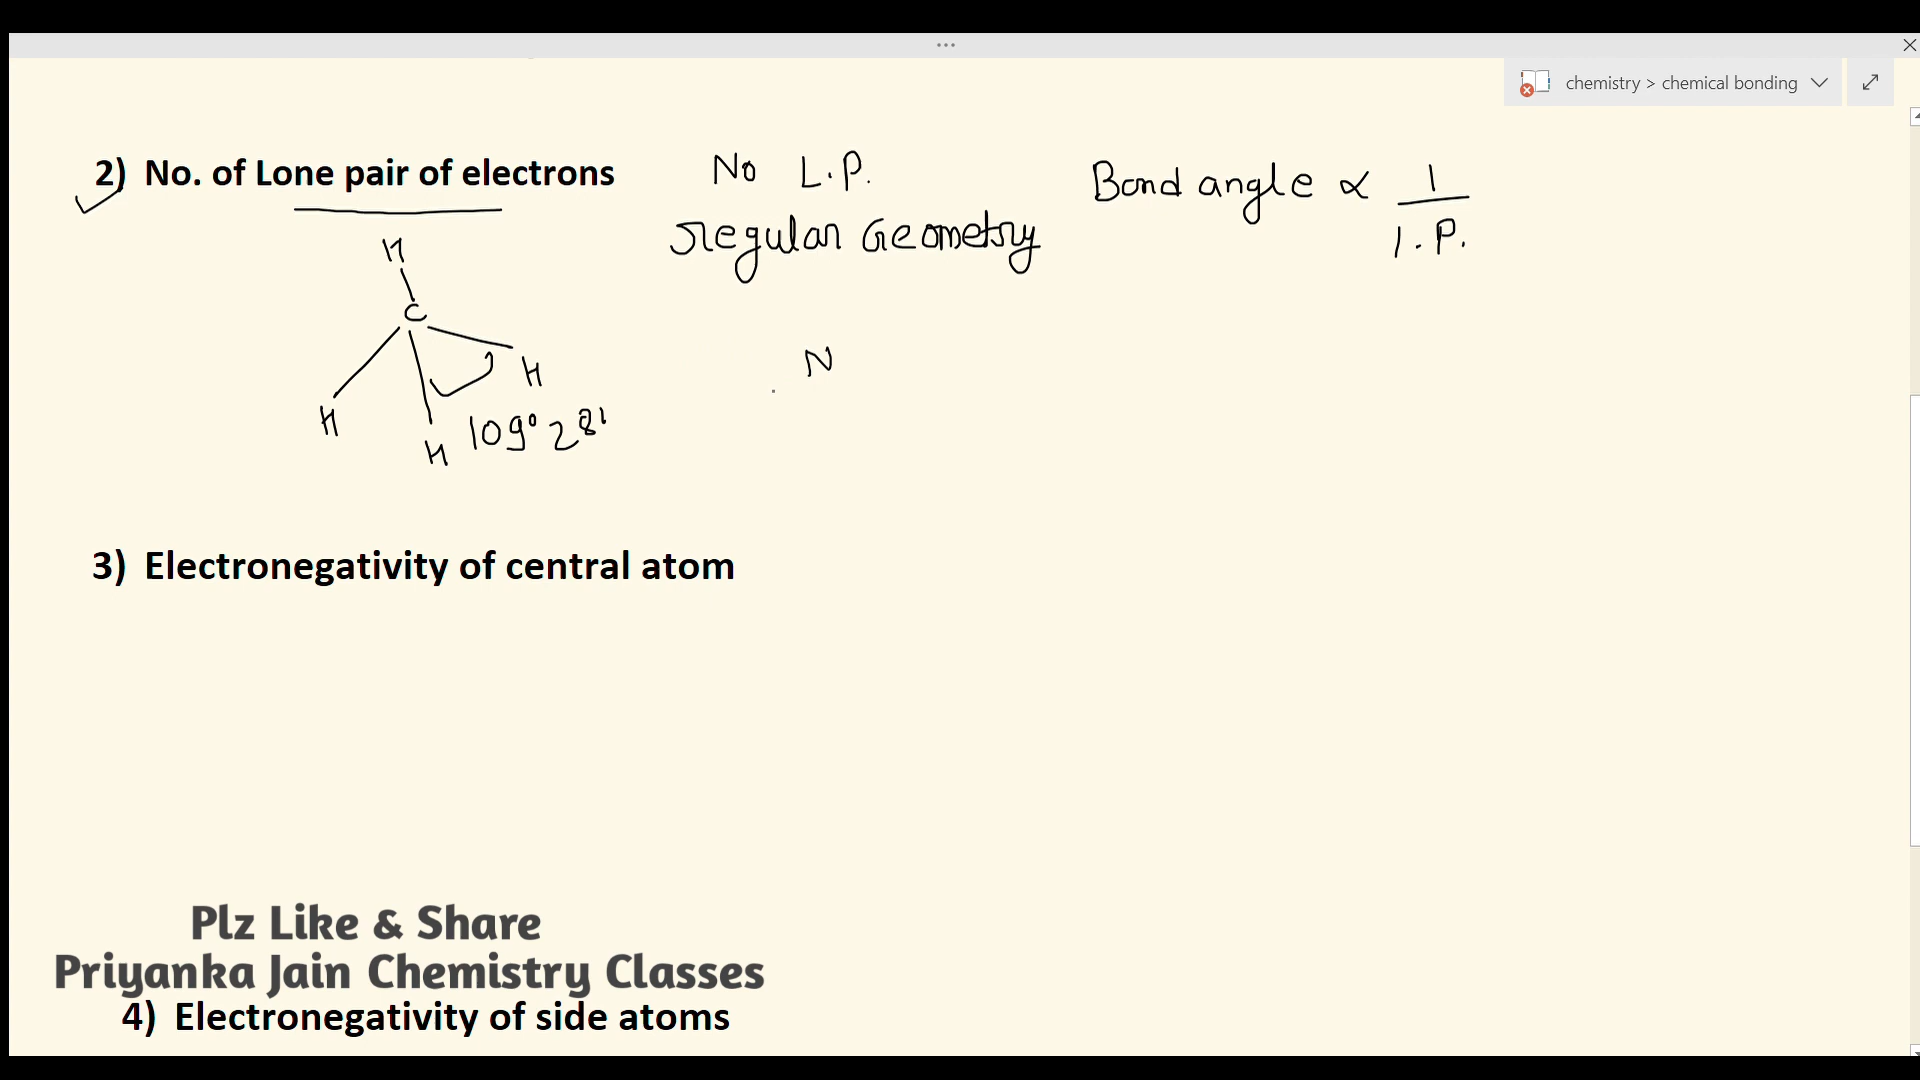 ...
chemistry > chemical bonding
2) No. of Lone pair of electrons
No L.P.
regular Geometry
Bond angle ∝ 1
l.P.
H
C
H
H
H
109° 28'
N
3) Electronegativity of central atom
Plz Like & Share
Priyanka Jain Chemistry Classes
4) Electronegativity of side atoms